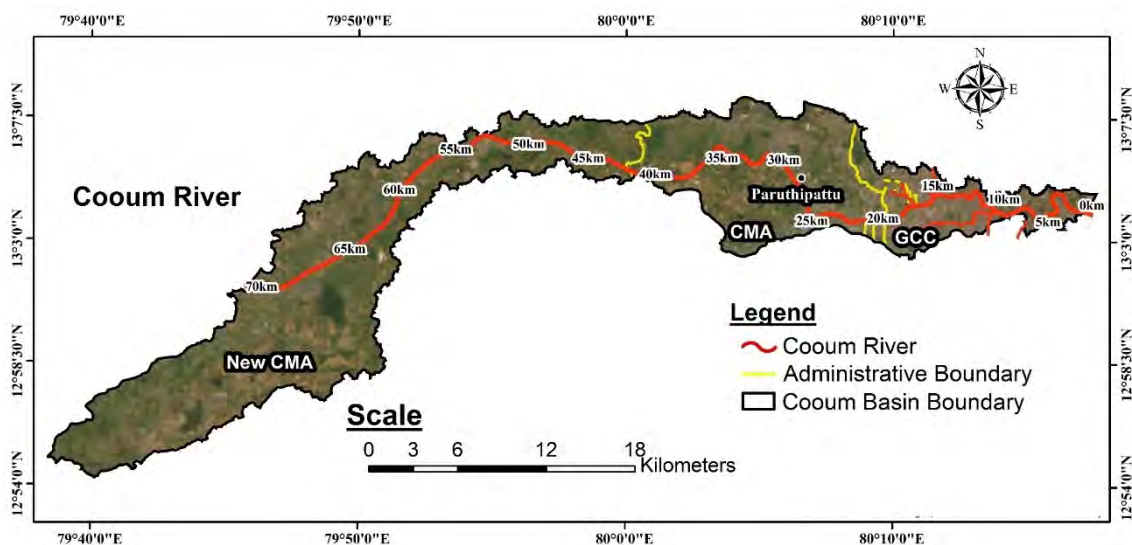 79°40'0"E 79°50'0"E 80°0'0"E 80°10'0"E
N
W E
S
13°7'30"N 13°7'30"N
55km 50km 45km 40km 35km 30km 15km 10km 0km
60km
Cooum River
Paruthipattu
25km 20km 5km
CMA GCC
13°3'0"N 13°3'0"N
65km
70km
Legend
Cooum River
New CMA
12°58'30"N 12°58'30"N
Administrative Boundary
Cooum Basin Boundary
Scale
0 3 6 12 18
Kilometers
12°54'0"N 12°54'0"N
79°40'0"E 79°50'0"E 80°0'0"E 80°10'0"E